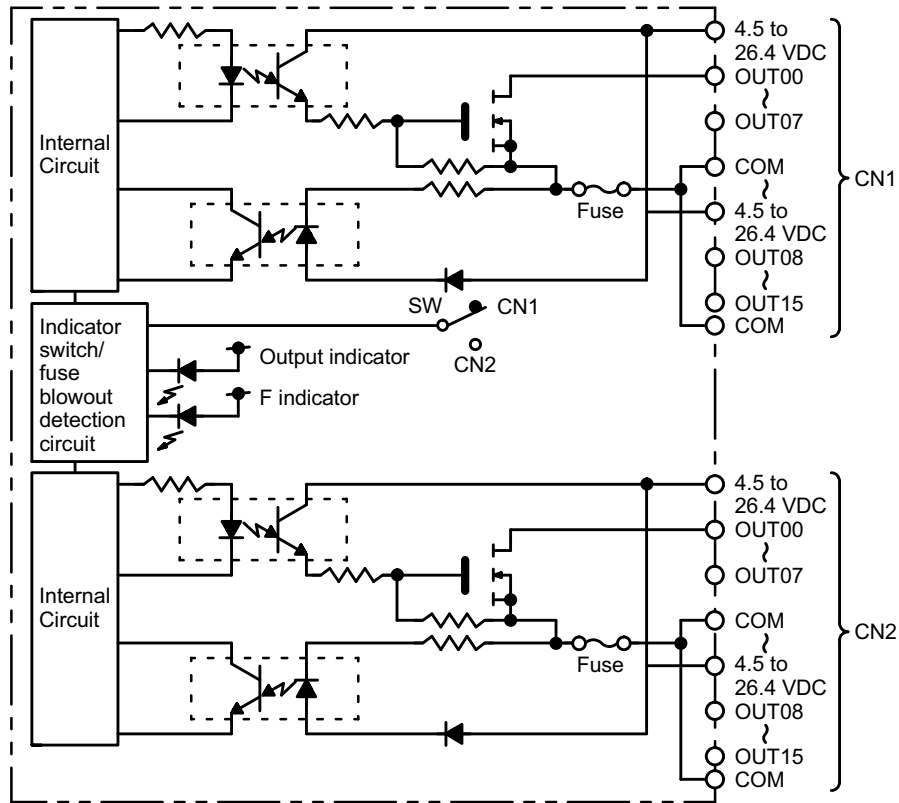 4.5 to
26.4 VDC
OUT00
~
OUT07
COM
~
4.5 to
26.4 VDC
OUT08
~
OUT15
COM
CN1
Internal
Circuit
Fuse
SW
CN1
CN2
Indicator
switch/
fuse
blowout
detection
circuit
Output indicator
F indicator
4.5 to
26.4 VDC
OUT00
~
OUT07
COM
~
4.5 to
26.4 VDC
OUT08
~
OUT15
COM
CN2
Internal
Circuit
Fuse